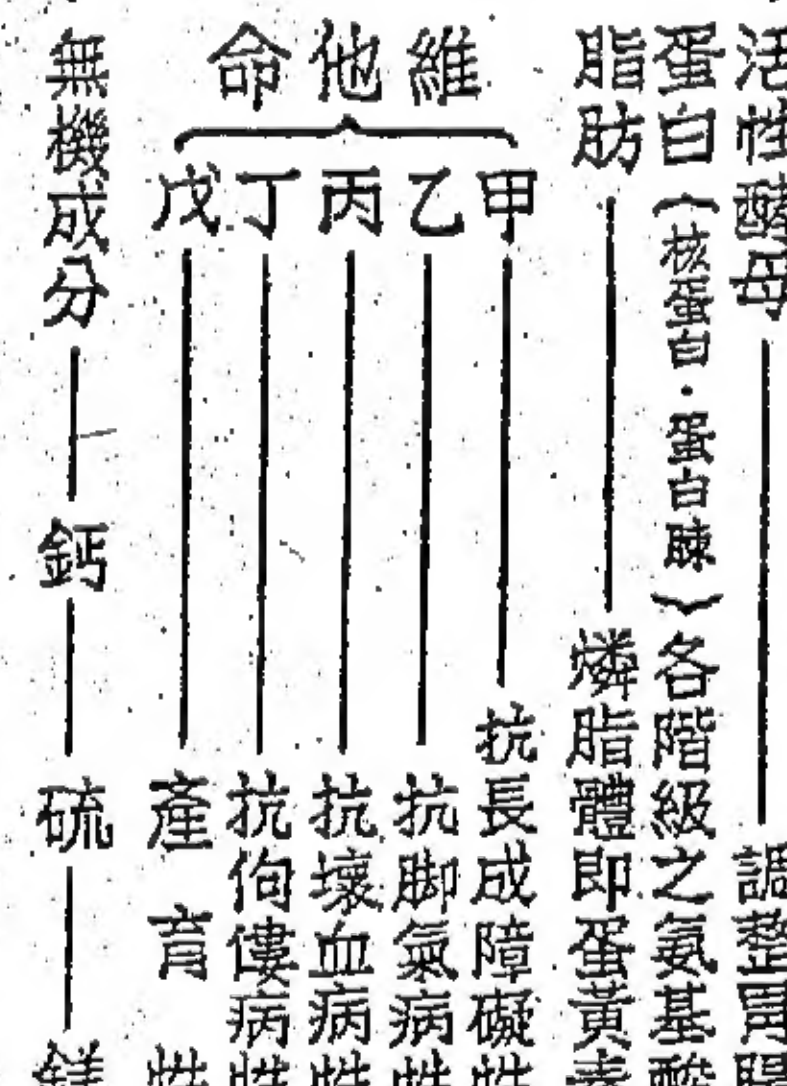 活性酵母——調整胃腸
蛋白（核蛋白・蛋白䏡）各階級之氨基酸
脂肪——燐脂體即蛋黃素
維他命
甲——抗長成障礙性
乙——抗脚氣病性
丙——抗壞血病性
丁——抗佝僂病性
戊——產育性
無機成分——鈣——硫——鎂